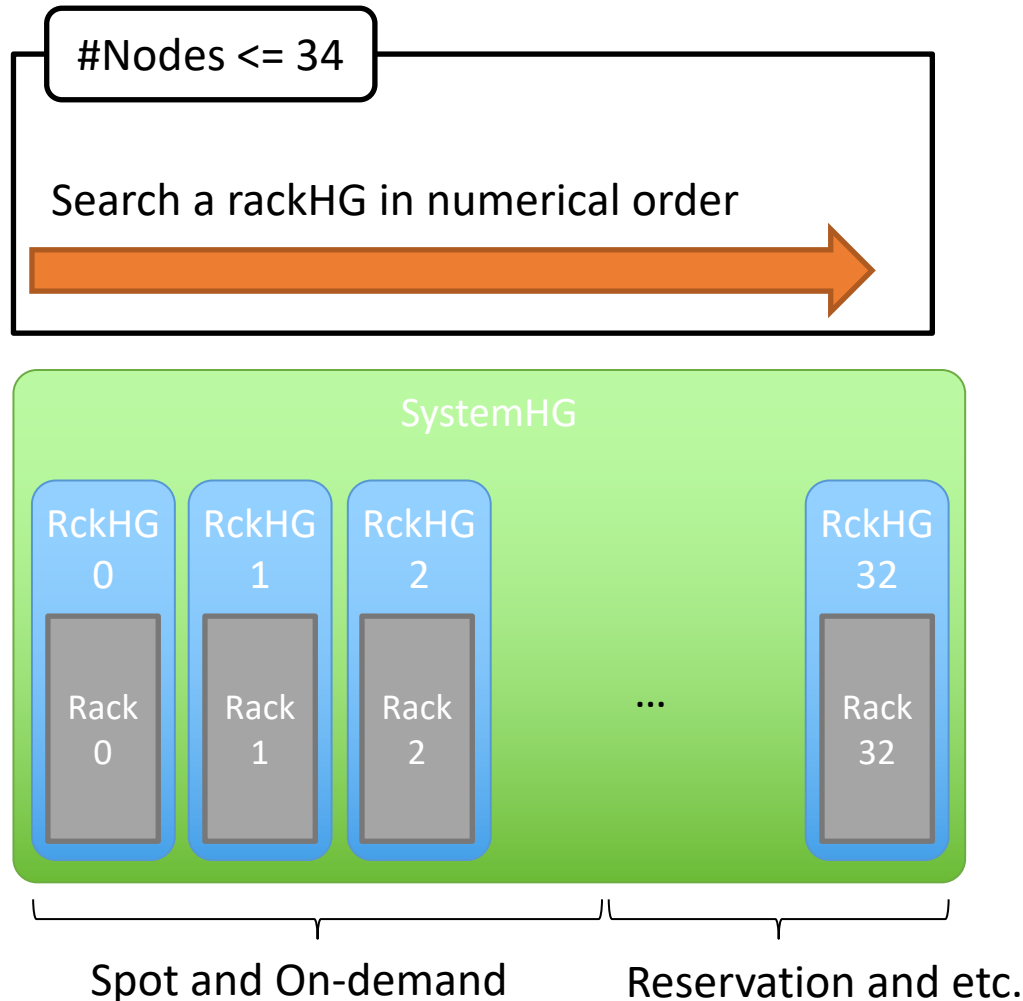 #Nodes <= 34
Search a rackHG in numerical order
SystemHG
RckHG
0
RckHG
1
RckHG
2
RckHG
32
Rack
0
Rack
1
Rack
2
...
Rack
32
Spot and On-demand
Reservation and etc.